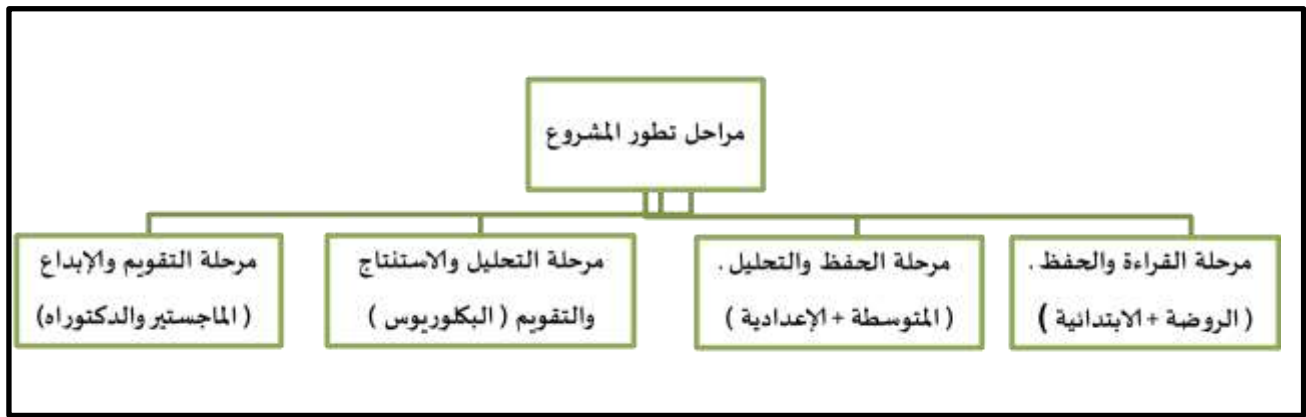 مراحل تطور المشروع
مرحلة القراءة والحفظ .
( الروضة + الابتدائية )
مرحلة الحفظ والتحليل .
( المتوسطة + الإعدادية )
مرحلة التحليل والاستنتاج
والتقويم ( البكلوريوس )
مرحلة التقويم والإبداع
( الماجستير والدكتوراه)